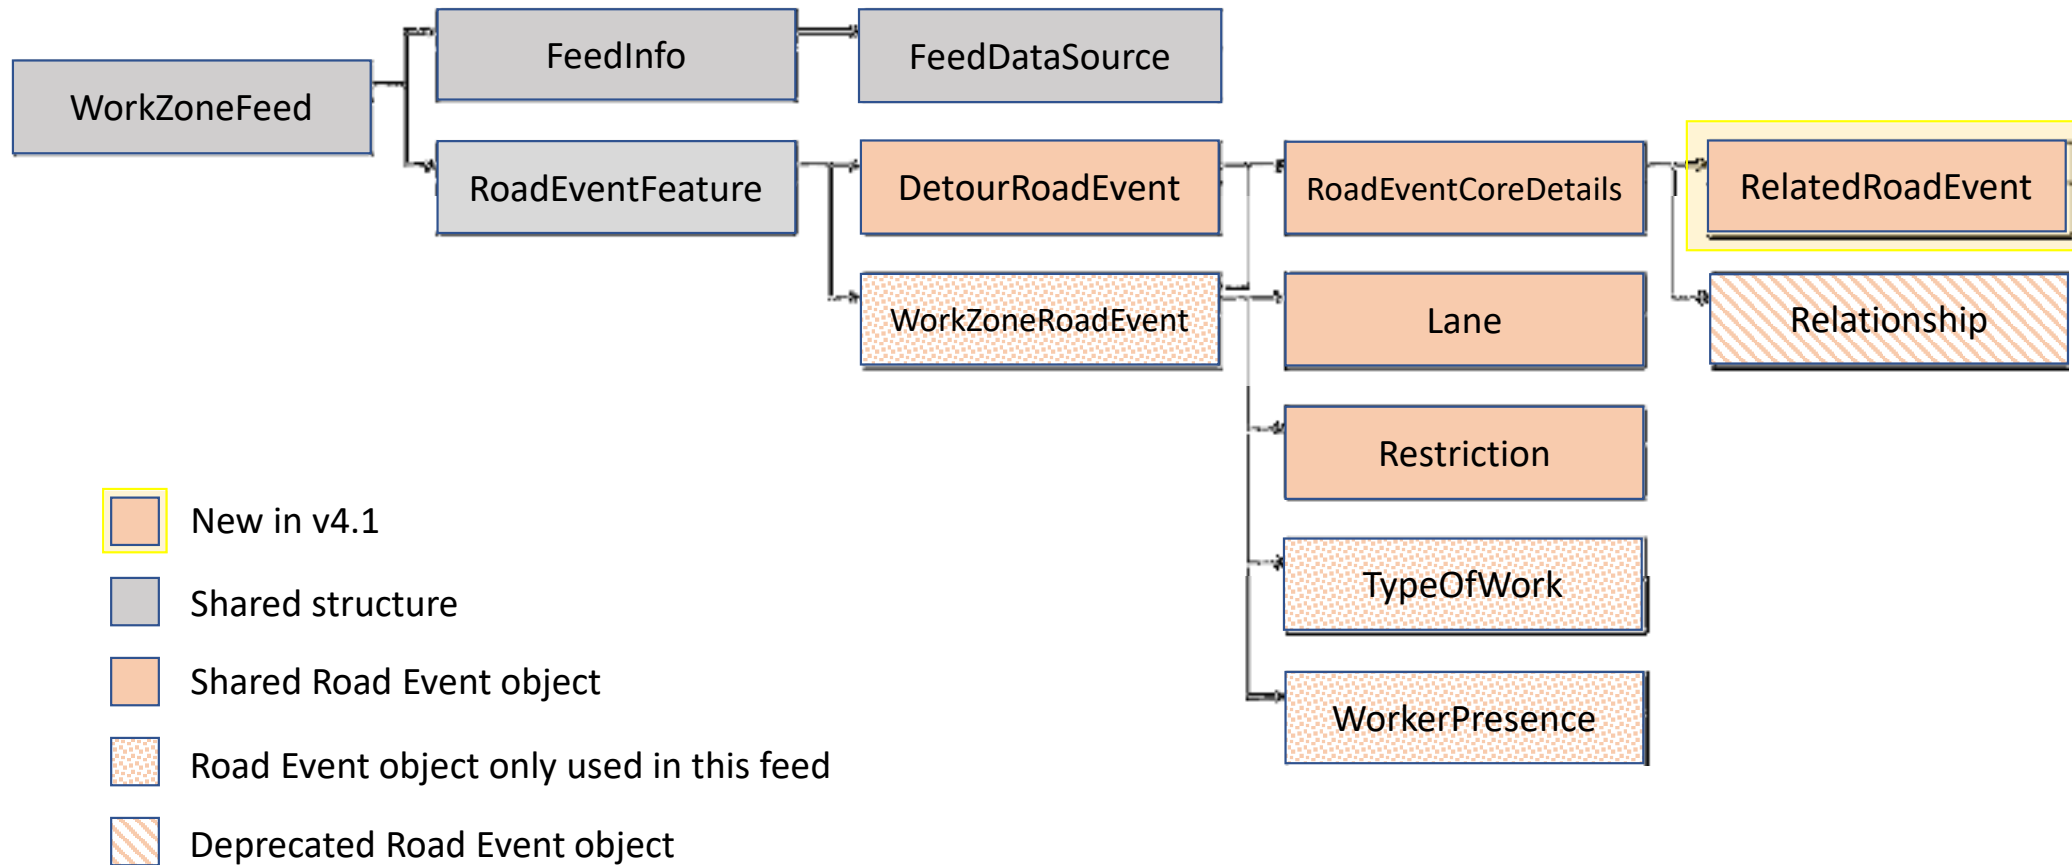 WorkZoneFeed
FeedInfo
FeedDataSource
RoadEventFeature
DetourRoadEvent
RoadEventCoreDetails
RelatedRoadEvent
WorkZoneRoadEvent
Lane
Relationship
Restriction
TypeOfWork
WorkerPresence
New in v4.1
Shared structure
Shared Road Event object
Road Event object only used in this feed
Deprecated Road Event object